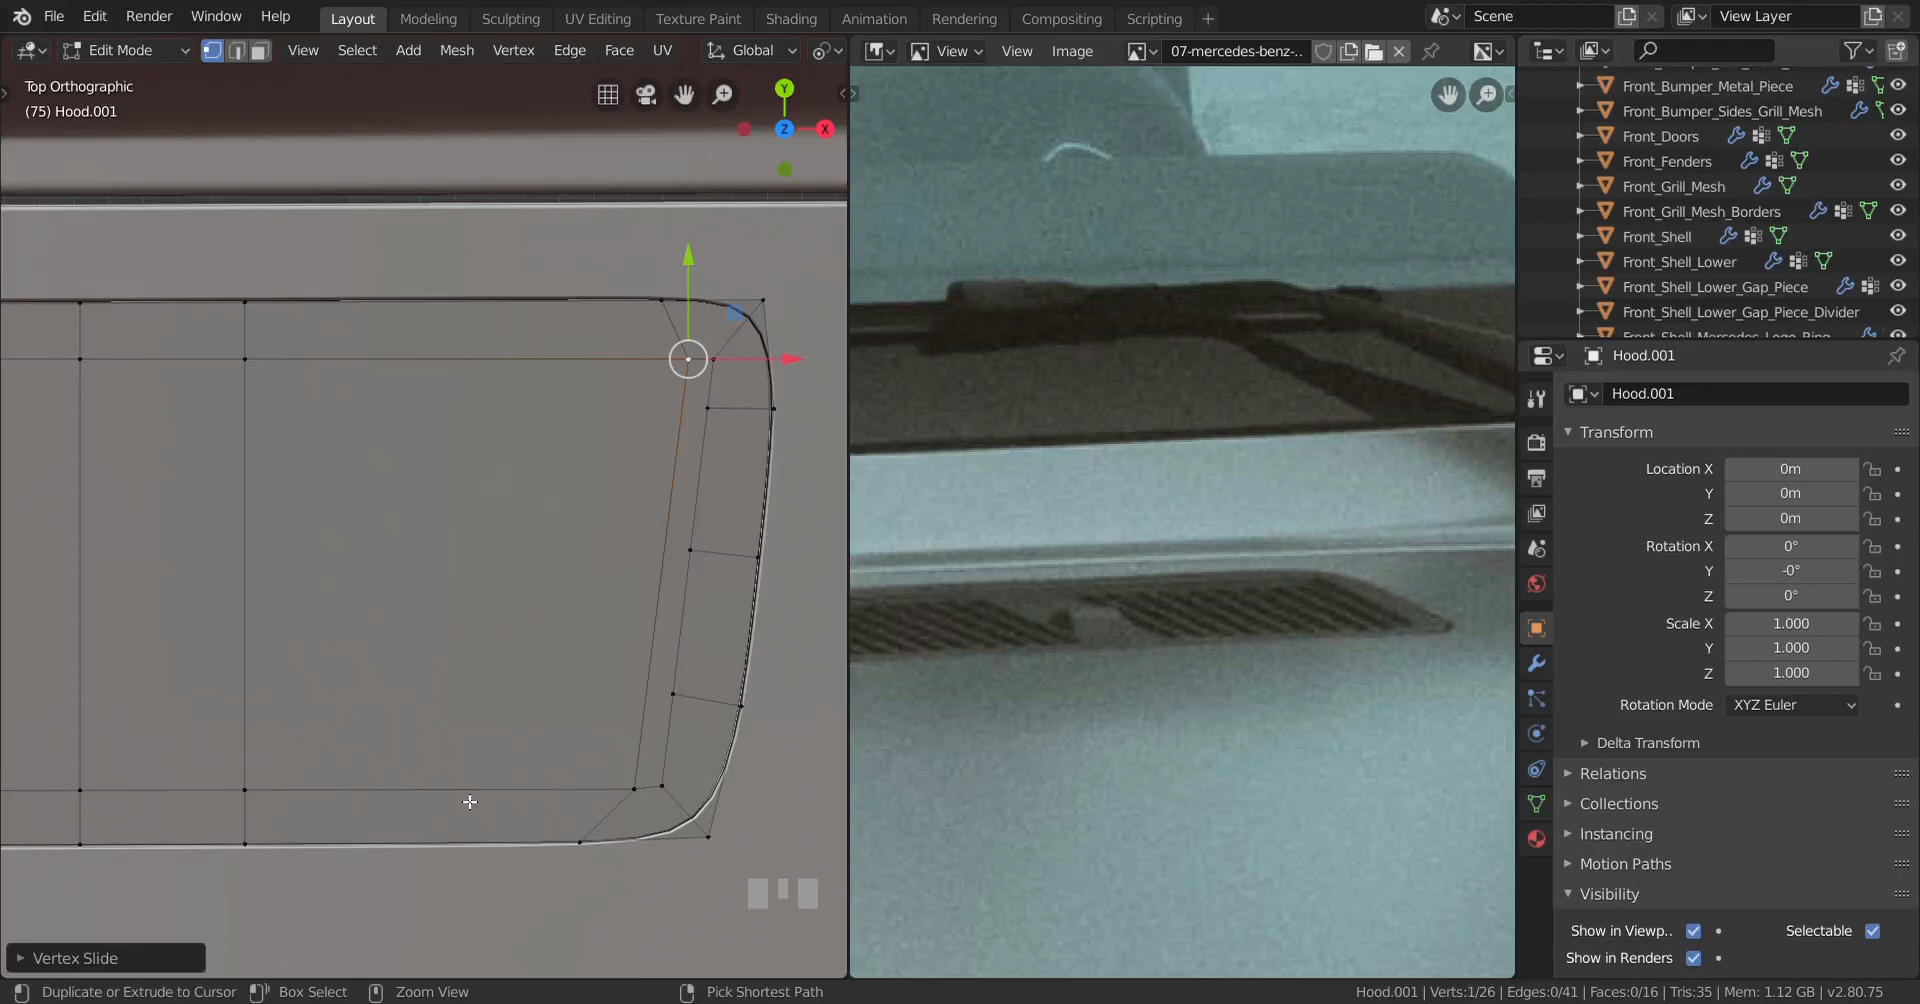 File Edit Render Window Help Layout Modeling Sculpting UV Editing Texture Paint Shading Animation Rendering Compositing Scripting + Scene View Layer
Edit Mode View Select Add Mesh Vertex Edge Face UV Global View View Image 07-mercedes-benz-..
Top Orthographic
(75) Hood.001
Y
Z
X
Front_Bumper_Metal_Piece
Front_Bumper_Sides_Grill_Mesh
Front_Doors
Front_Fenders
Front_Grill_Mesh
Front_Grill_Mesh_Borders
Front_Shell
Front_Shell_Lower
Front_Shell_Lower_Gap_Piece
Front_Shell_Lower_Gap_Piece_Divider
Front_Shell_Mercedes_Logo_Ring
Hood.001
Hood.001
Transform
Location X 0m
Y 0m
Z 0m
Rotation X 0°
Y -0°
Z 0°
Scale X 1.000
Y 1.000
Z 1.000
Rotation Mode XYZ Euler
Delta Transform
Relations
Collections
Instancing
Motion Paths
Visibility
Show in Viewp.. Selectable
Show in Renders
Vertex Slide
Duplicate or Extrude to Cursor Box Select Zoom View Pick Shortest Path Hood.001 | Verts:1/26 | Edges:0/41 | Faces:0/16 | Tris:35 | Mem: 1.12 GB | v2.80.75